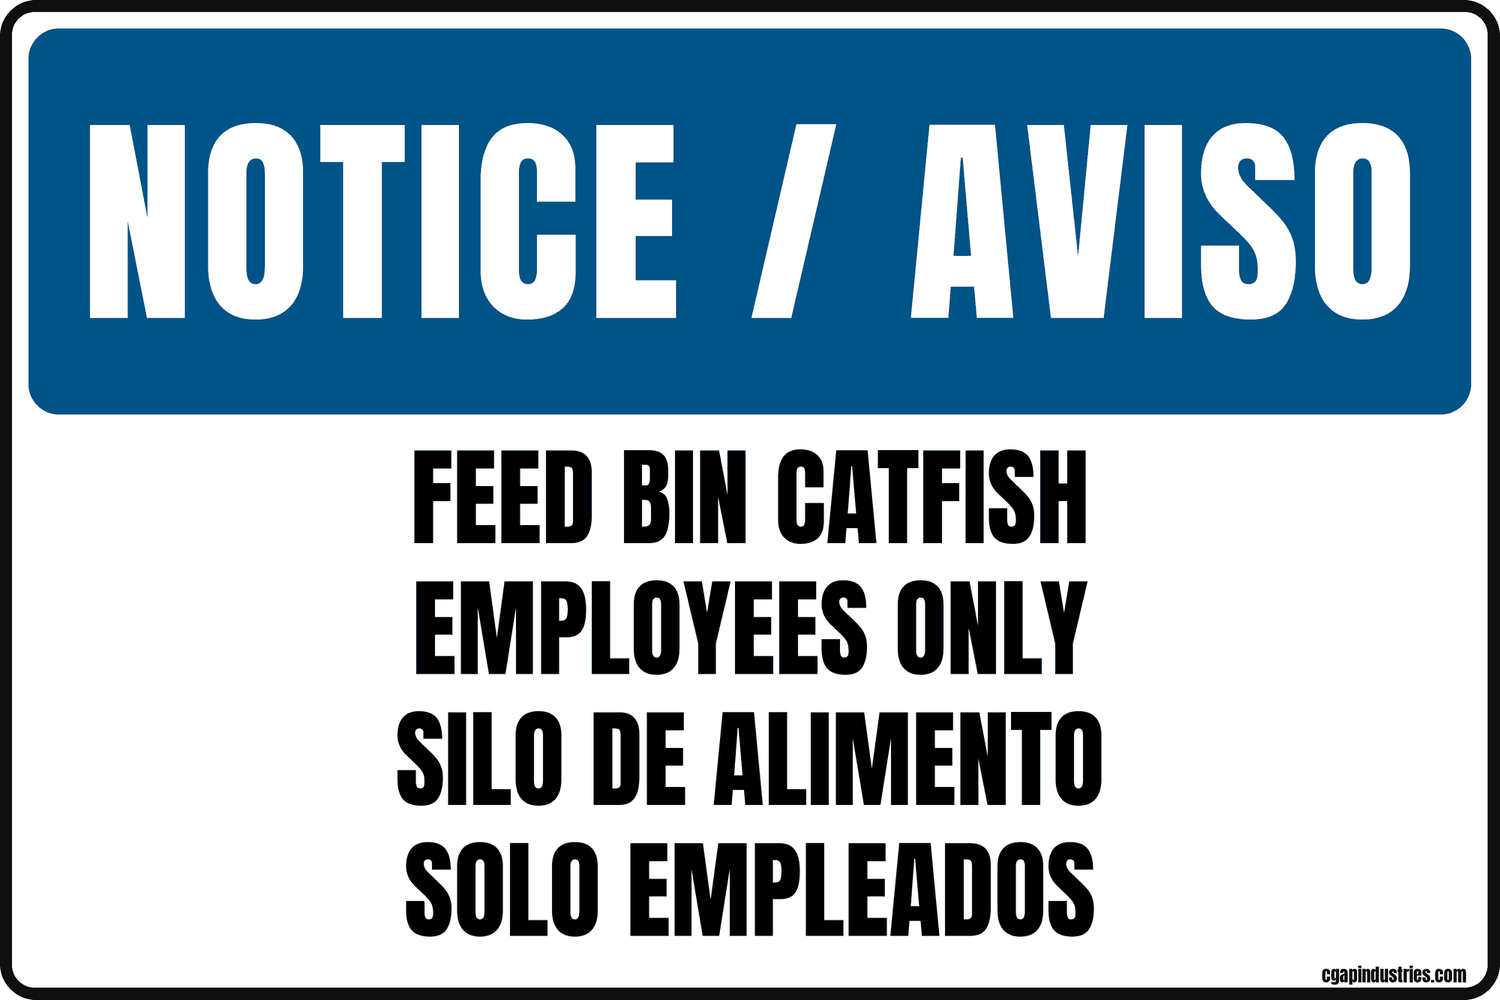 NOTICE / AVISO
FEED BIN CATFISH
EMPLOYEES ONLY
SILO DE ALIMENTO
SOLO EMPLEADOS
cgapindustries.com